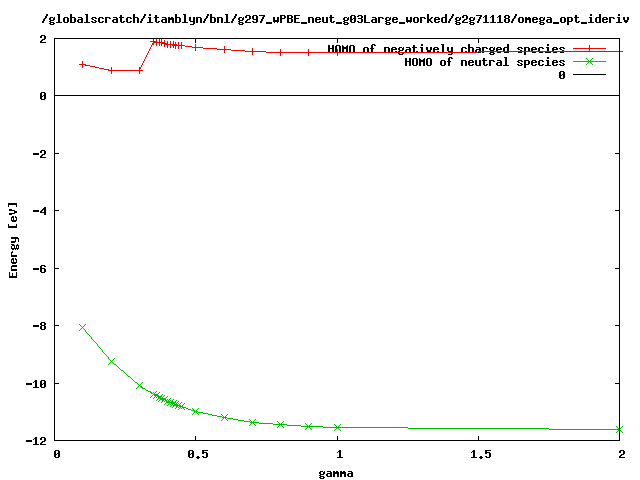 /globalscratch/itamblyn/bnl/g297_wPBE_neut_g03Large_worked/g2g71118/omega_opt_ideriv
2
HOMO of negatively charged species
HOMO of neutral species
0
0
-2
-4
Energy [eV]
-6
-8
-10
-12
0 0.5 1 1.5 2
gamma